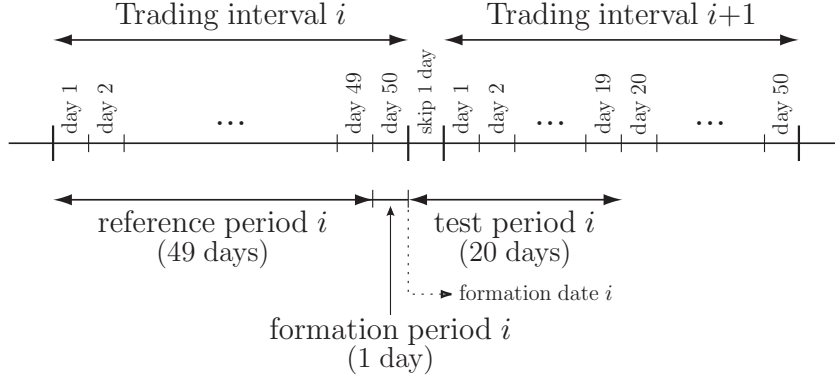 Trading interval i
Trading interval i+1
day 1
day 2
...
day 49
day 50
skip 1 day
day 1
day 2
...
day 19
day 20
...
day 50
reference period i
(49 days)
test period i
(20 days)
formation date i
formation period i
(1 day)